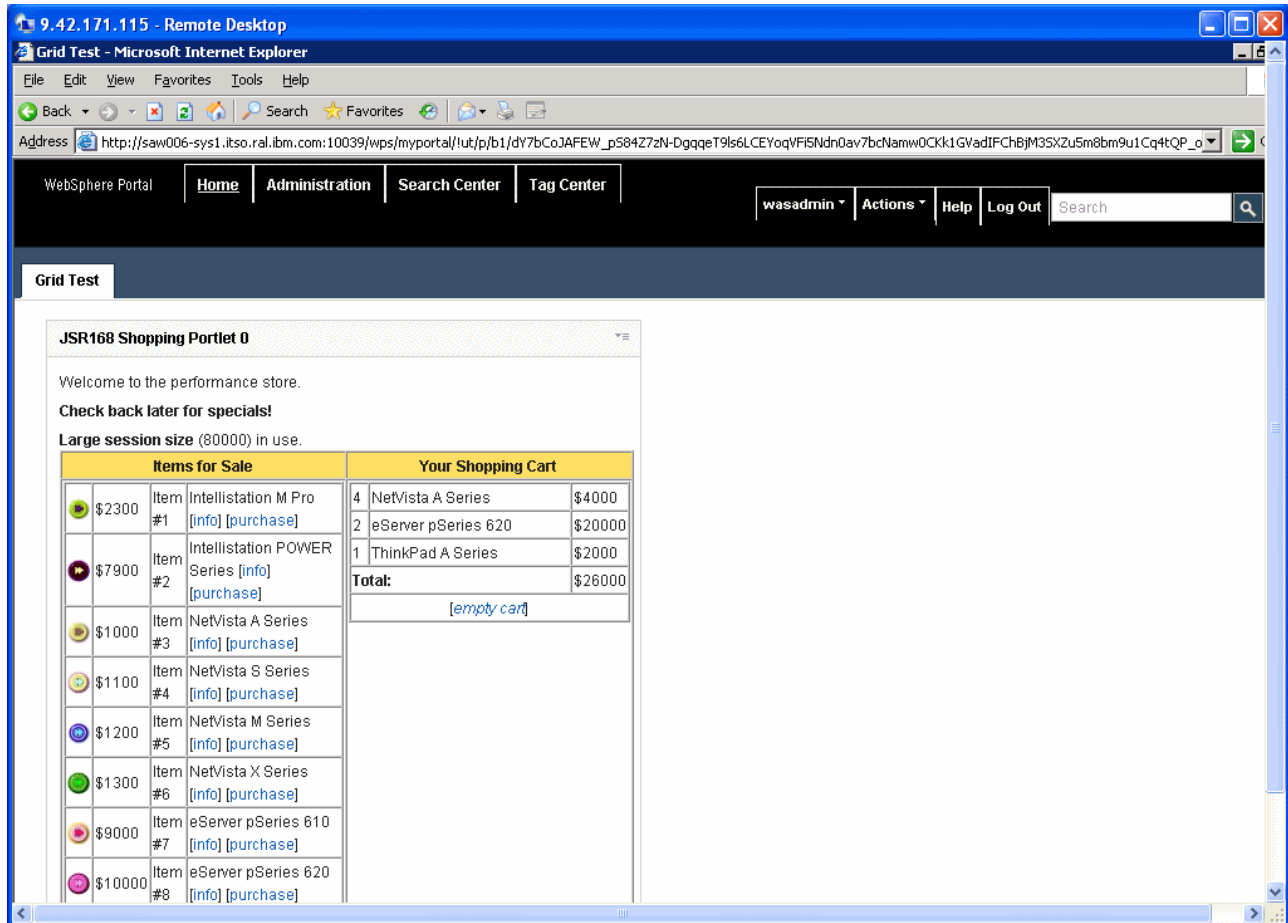 9.42.171.115 - Remote Desktop
Grid Test - Microsoft Internet Explorer
File Edit View Favorites Tools Help
Back Search Favorites
Address http://saw006-sys1.itso.ral.ibm.com:10039/wps/myportal/!ut/p/b1/
WebSphere Portal Home Administration Search Center Tag Center
wasadmin Actions Help Log Out Search
Grid Test
JSR168 Shopping Portlet 0
Welcome to the performance store.
Check back later for specials!
Large session size (80000) in use.
Items for Sale
$2300 Item #1 Intellistation M Pro [info] [purchase]
$7900 Item #2 Intellistation POWER Series [info] [purchase]
$1000 Item #3 NetVista A Series [info] [purchase]
$1100 Item #4 NetVista S Series [info] [purchase]
$1200 Item #5 NetVista M Series [info] [purchase]
$1300 Item #6 NetVista X Series [info] [purchase]
$9000 Item #7 eServer pSeries 610 [info] [purchase]
$10000 Item #8 eServer pSeries 620 [info] [purchase]
Your Shopping Cart
4 NetVista A Series $4000
2 eServer pSeries 620 $20000
1 ThinkPad A Series $2000
Total: $26000
[empty cart]